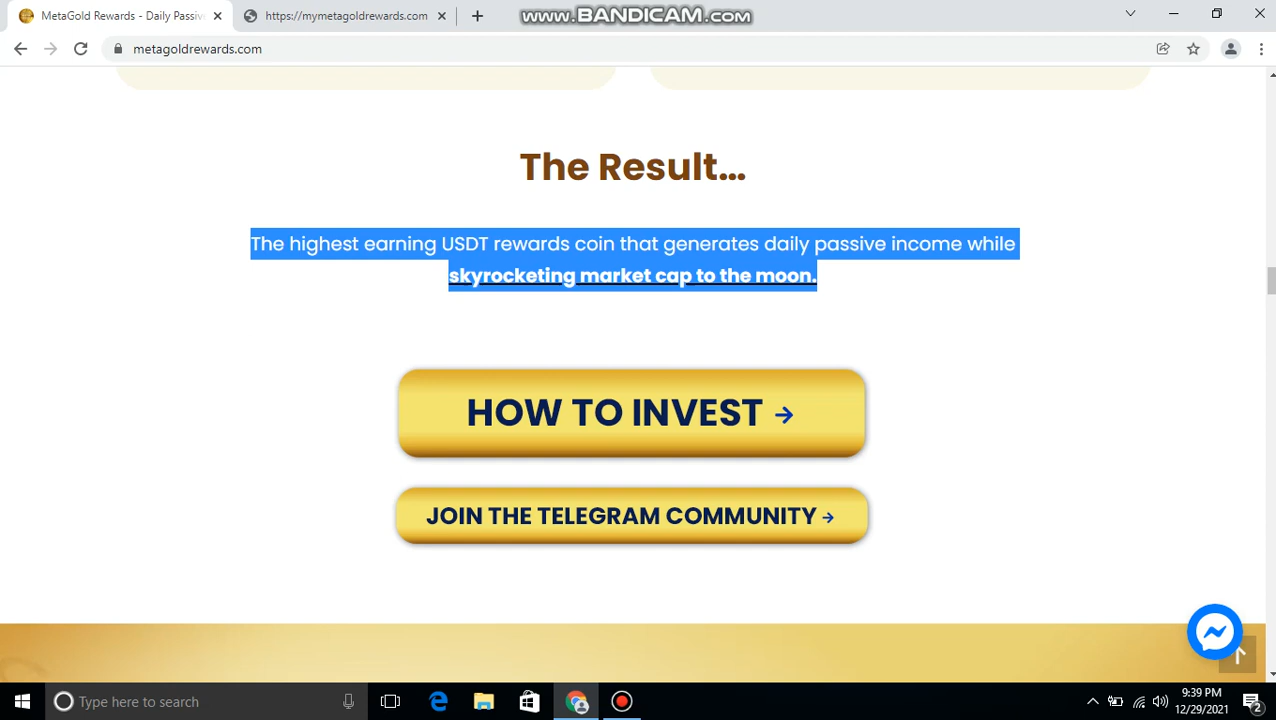 MetaGold Rewards - Daily Passiv
https://mymetagoldrewards.com
www.BANDICAM.com
metagoldrewards.com
The Result...
The highest earning USDT rewards coin that generates daily passive income while
skyrocketing market cap to the moon.
HOW TO INVEST →
JOIN THE TELEGRAM COMMUNITY →
Type here to search
9:39 PM
12/29/2021
2